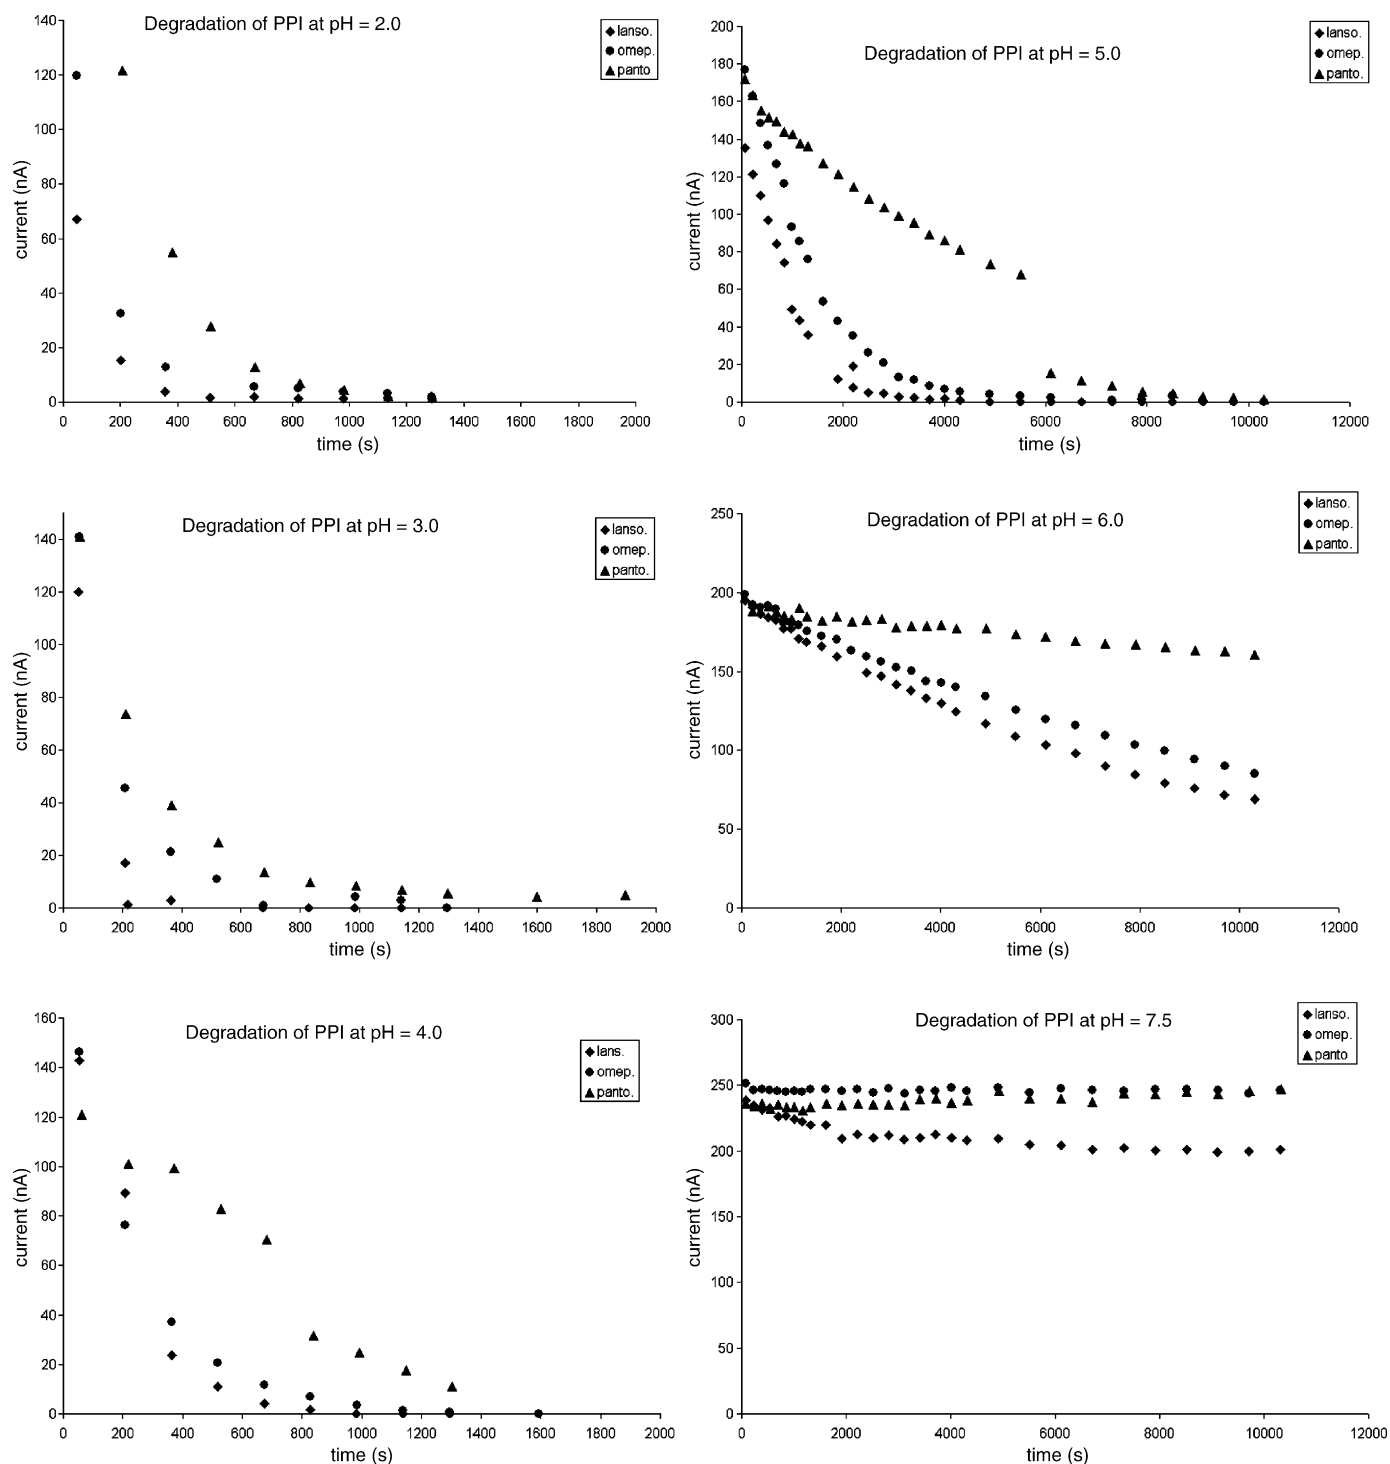 Degradation of PPI at pH = 2.0
lanso.
omep.
panto
current (nA)
140
120
100
80
60
40
20
0
0 200 400 600 800 1000 1200 1400 1600 1800 2000
time (s)
Degradation of PPI at pH = 5.0
lanso.
omep.
panto.
current (nA)
200
180
160
140
120
100
80
60
40
20
0
0 2000 4000 6000 8000 10000 12000
time (s)
Degradation of PPI at pH = 3.0
lanso.
omep.
panto.
current (nA)
140
120
100
80
60
40
20
0
0 200 400 600 800 1000 1200 1400 1600 1800 2000
time (s)
Degradation of PPI at pH = 6.0
lanso.
omep.
panto.
current (nA)
250
200
150
100
50
0
0 2000 4000 6000 8000 10000 12000
time (s)
Degradation of PPI at pH = 4.0
lans.
omep.
panto.
current (nA)
160
140
120
100
80
60
40
20
0
0 200 400 600 800 1000 1200 1400 1600 1800 2000
time (s)
Degradation of PPI at pH = 7.5
lanso.
omep.
panto
current (nA)
300
250
200
150
100
50
0
0 2000 4000 6000 8000 10000 12000
time (s)